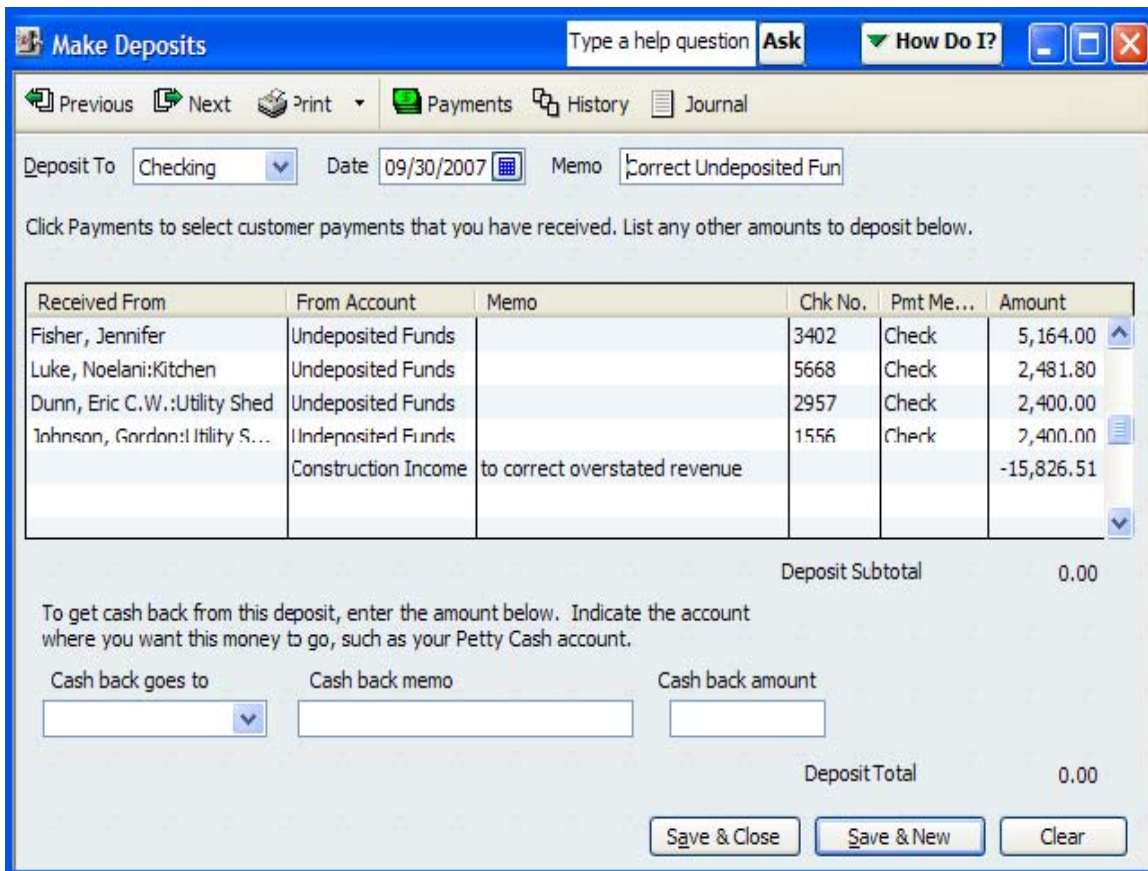 Make Deposits Type a help question Ask How Do I?
Previous Next Print Payments History Journal
Deposit To Checking Date 09/30/2007 Memo Correct Undeposited Fun
Click Payments to select customer payments that you have received. List any other amounts to deposit below.
Received From From Account Memo Chk No. Pmt Me... Amount
Fisher, Jennifer Undeposited Funds 3402 Check 5,164.00
Luke, Noelani:Kitchen Undeposited Funds 5668 Check 2,481.80
Dunn, Eric C.W.:Utility Shed Undeposited Funds 2957 Check 2,400.00
Johnson, Gordon:Utility S... Undeposited Funds 1556 Check 2,400.00
Construction Income to correct overstated revenue -15,826.51
Deposit Subtotal 0.00
To get cash back from this deposit, enter the amount below. Indicate the account
where you want this money to go, such as your Petty Cash account.
Cash back goes to Cash back memo Cash back amount
Deposit Total 0.00
Save & Close Save & New Clear